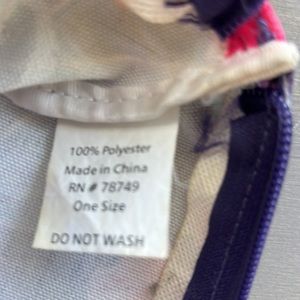 100% Polyester
Made in China
RN # 78749
One Size
DO NOT WASH